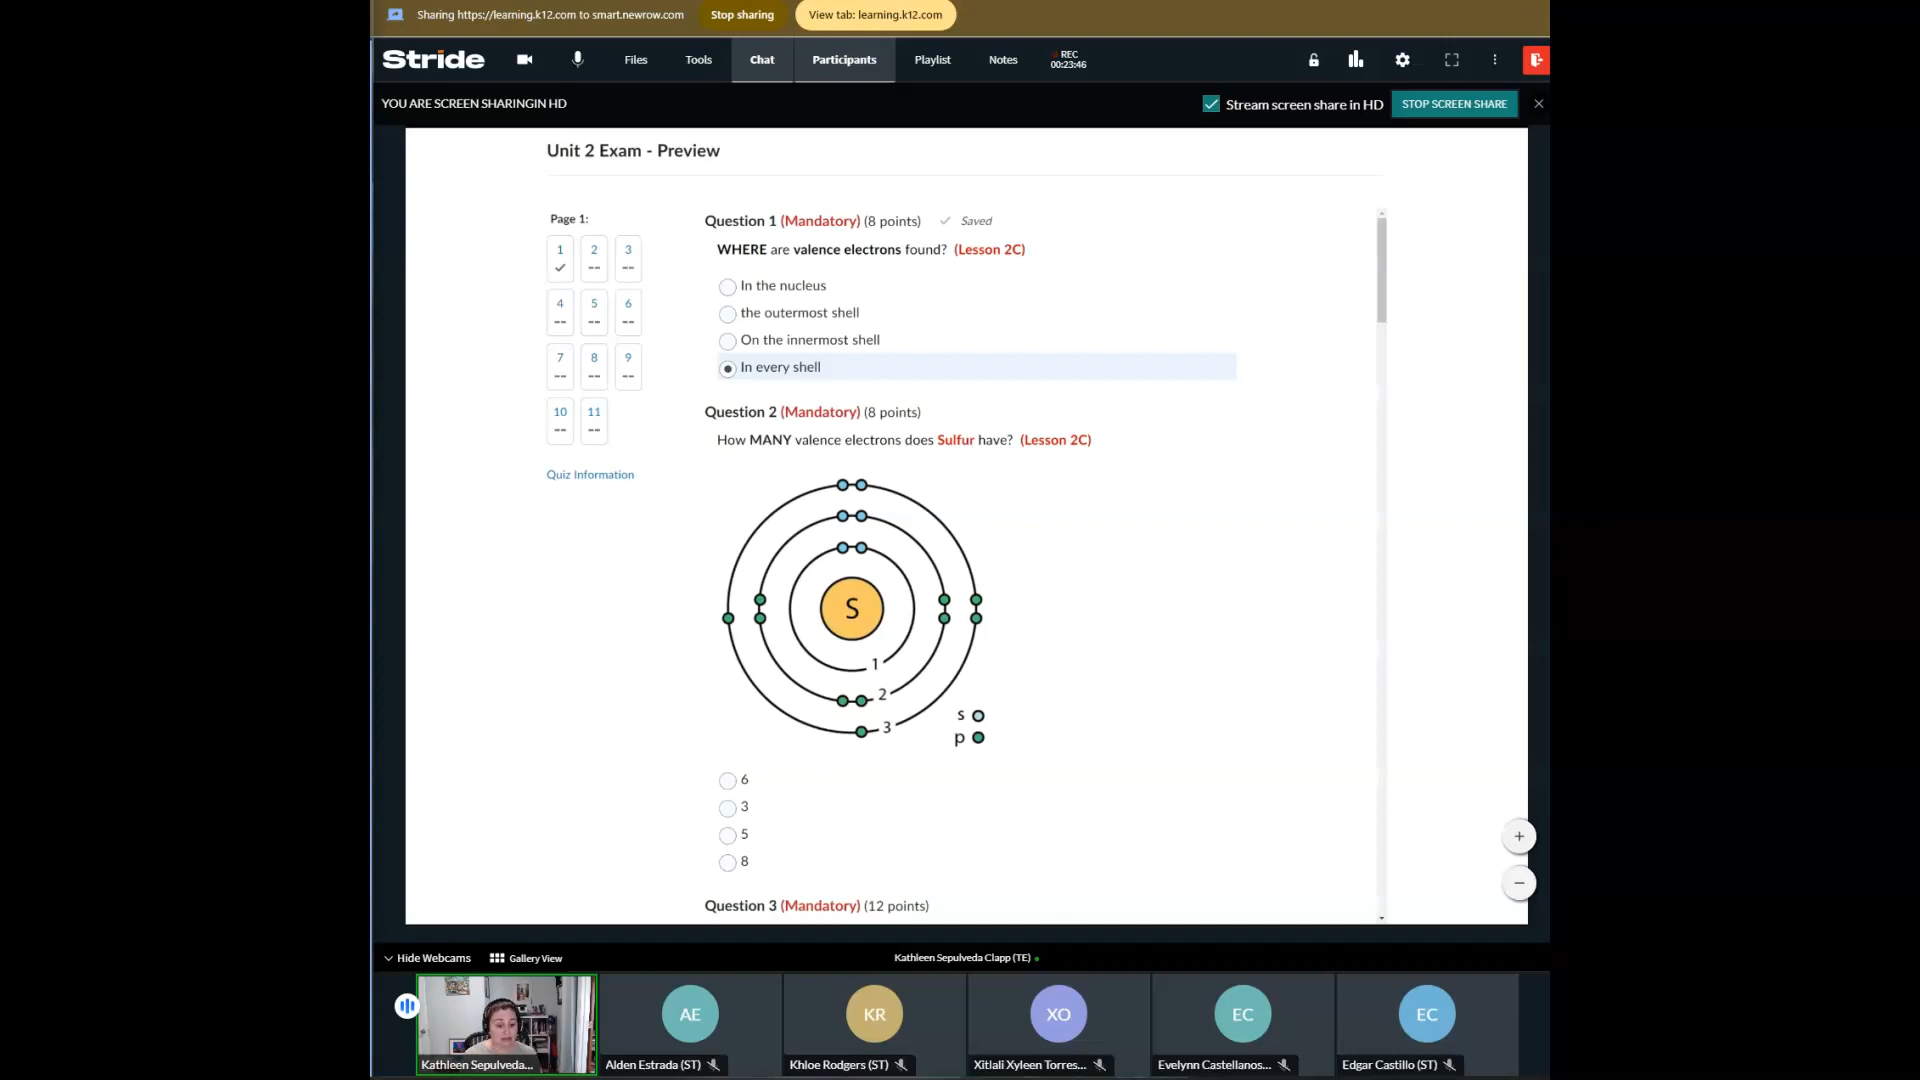 Sharing https://learning.k12.com to smart.newrow.com Stop sharing View tab: learning.k12.com
Stride Files Tools Chat Participants Playlist Notes REC 00:23:46
YOU ARE SCREEN SHARINGIN HD Stream screen share in HD STOP SCREEN SHARE
Unit 2 Exam - Preview
Page 1:
1 2 3
-- --
4 5 6
-- -- --
7 8 9
-- -- --
10 11
-- --
Quiz Information
Question 1 (Mandatory) (8 points) Saved
WHERE are valence electrons found? (Lesson 2C)
In the nucleus
the outermost shell
On the innermost shell
In every shell
Question 2 (Mandatory) (8 points)
How MANY valence electrons does Sulfur have? (Lesson 2C)
S
1
2
3
s
p
6
3
5
8
Question 3 (Mandatory) (12 points)
+
−
Hide Webcams Gallery View Kathleen Sepulveda Clapp (TE)
AE KR XO EC EC
Kathleen Sepulveda... Alden Estrada (ST) Khloe Rodgers (ST) Xitlali Xyleen Torres... Evelynn Castellanos... Edgar Castillo (ST)